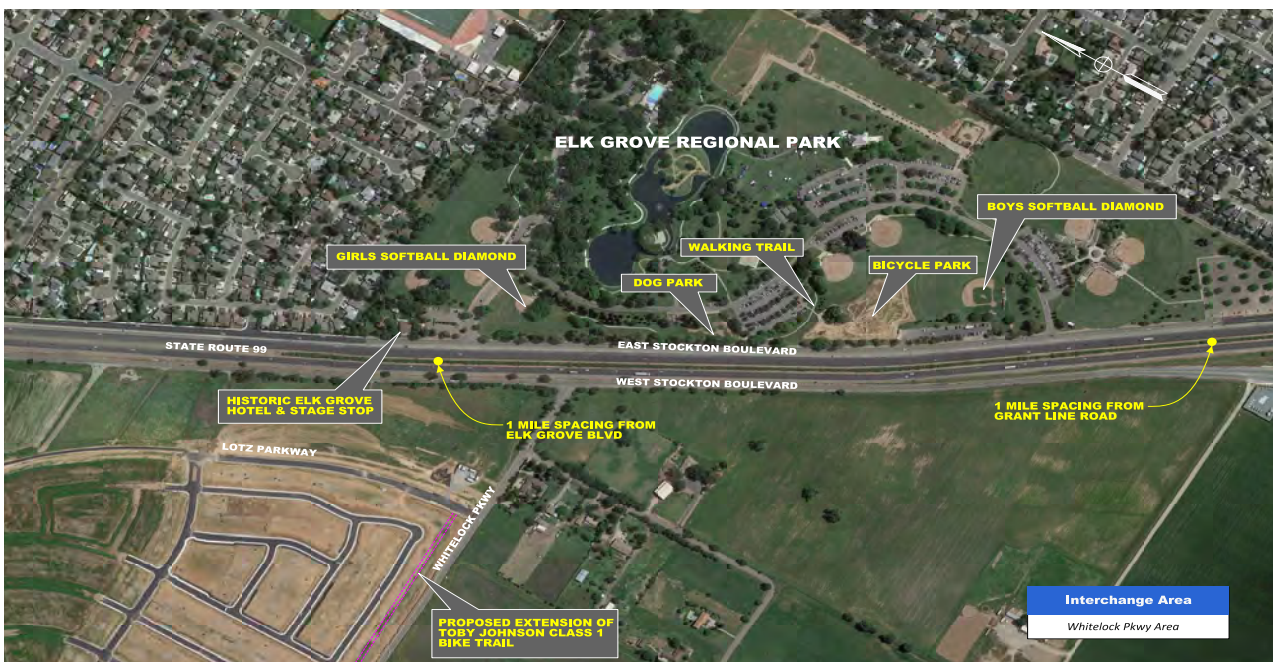 ELK GROVE REGIONAL PARK
BOYS SOFTBALL DIAMOND
WALKING TRAIL
GIRLS SOFTBALL DIAMOND
BICYCLE PARK
DOG PARK
STATE ROUTE 99
EAST STOCKTON BOULEVARD
WEST STOCKTON BOULEVARD
HISTORIC ELK GROVE
HOTEL & STAGE STOP
1 MILE SPACING FROM
ELK GROVE BLVD
1 MILE SPACING FROM
GRANT LINE ROAD
LOTZ PARKWAY
WHITELOCK PKWY
PROPOSED EXTENSION OF
TOBY JOHNSON CLASS 1
BIKE TRAIL
Interchange Area
Whitelock Pkwy Area